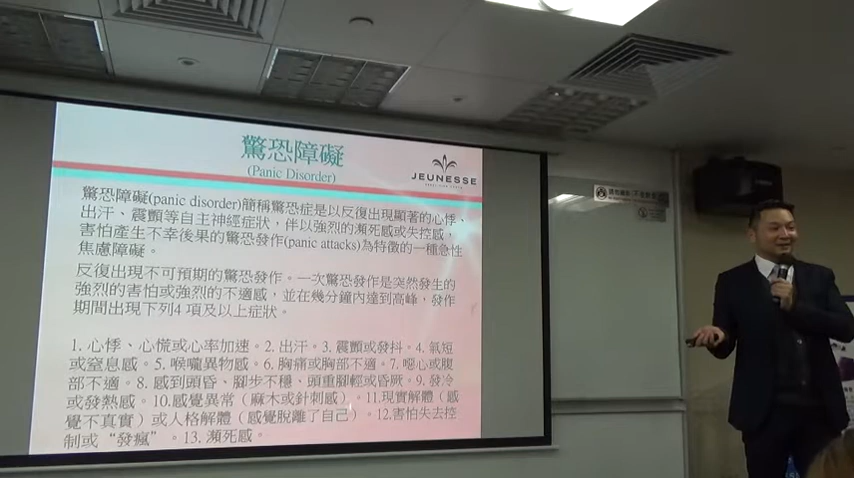 驚恐障礙
(Panic Disorder)
JEUNESSE
驚恐障礙(panic disorder)簡稱驚恐症是以反復出現顯著的心悸、
出汗、震顫等自主神經症狀，伴以強烈的瀕死感或失控感，
害怕產生不幸後果的驚恐發作(panic attacks)為特徵的一種急性
焦慮障礙。
反復出現不可預期的驚恐發作。一次驚恐發作是突然發生的
強烈的害怕或強烈的不適感，並在幾分鐘內達到高峰，發作
期間出現下列4 項及以上症狀。
1. 心悸、心慌或心率加速。2. 出汗。3. 震顫或發抖。4. 氣短
或窒息感。5. 喉嚨異物感。6. 胸痛或胸部不適。7. 噁心或腹
部不適。8. 感到頭昏、腳步不穩、頭重腳輕或昏厥。9. 發冷
或發熱感。10.感覺異常（麻木或針刺感）。11.現實解體（感
覺不真實）或人格解體（感覺脫離了自己）。12.害怕失去控
制或“發瘋”。13. 瀕死感。